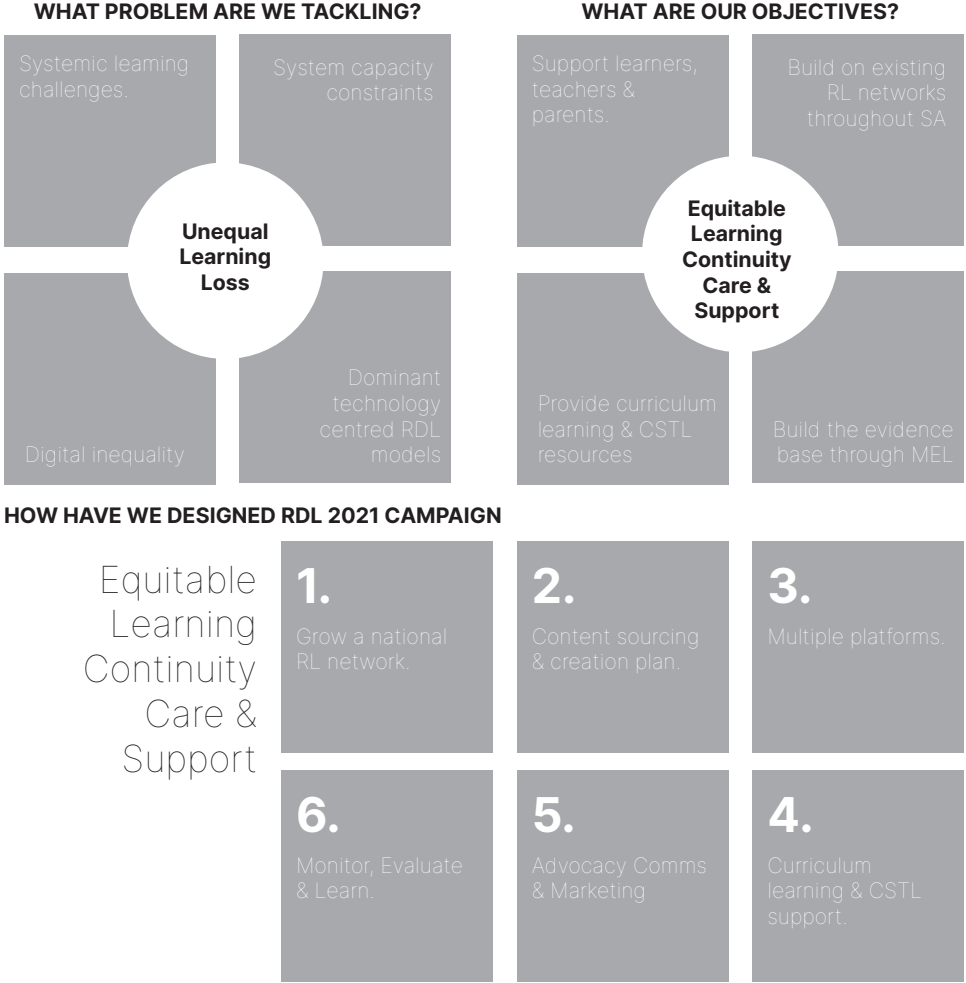 WHAT PROBLEM ARE WE TACKLING?
Systemic learning
challenges.
System capacity
constraints
Unequal
Learning
Loss
Digital inequality
Dominant
technology
centred RDL
models
WHAT ARE OUR OBJECTIVES?
Support learners,
teachers &
parents.
Build on existing
RL networks
throughout SA
Equitable
Learning
Continuity
Care &
Support
Provide curriculum
learning & CSTL
resources
Build the evidence
base through MEL
HOW HAVE WE DESIGNED RDL 2021 CAMPAIGN
Equitable
Learning
Continuity
Care &
Support
1.
Grow a national
RL network.
2.
Content sourcing
& creation plan.
3.
Multiple platforms.
6.
Monitor, Evaluate
& Learn.
5.
Advocacy Comms
& Marketing
4.
Curriculum
learning & CSTL
support.